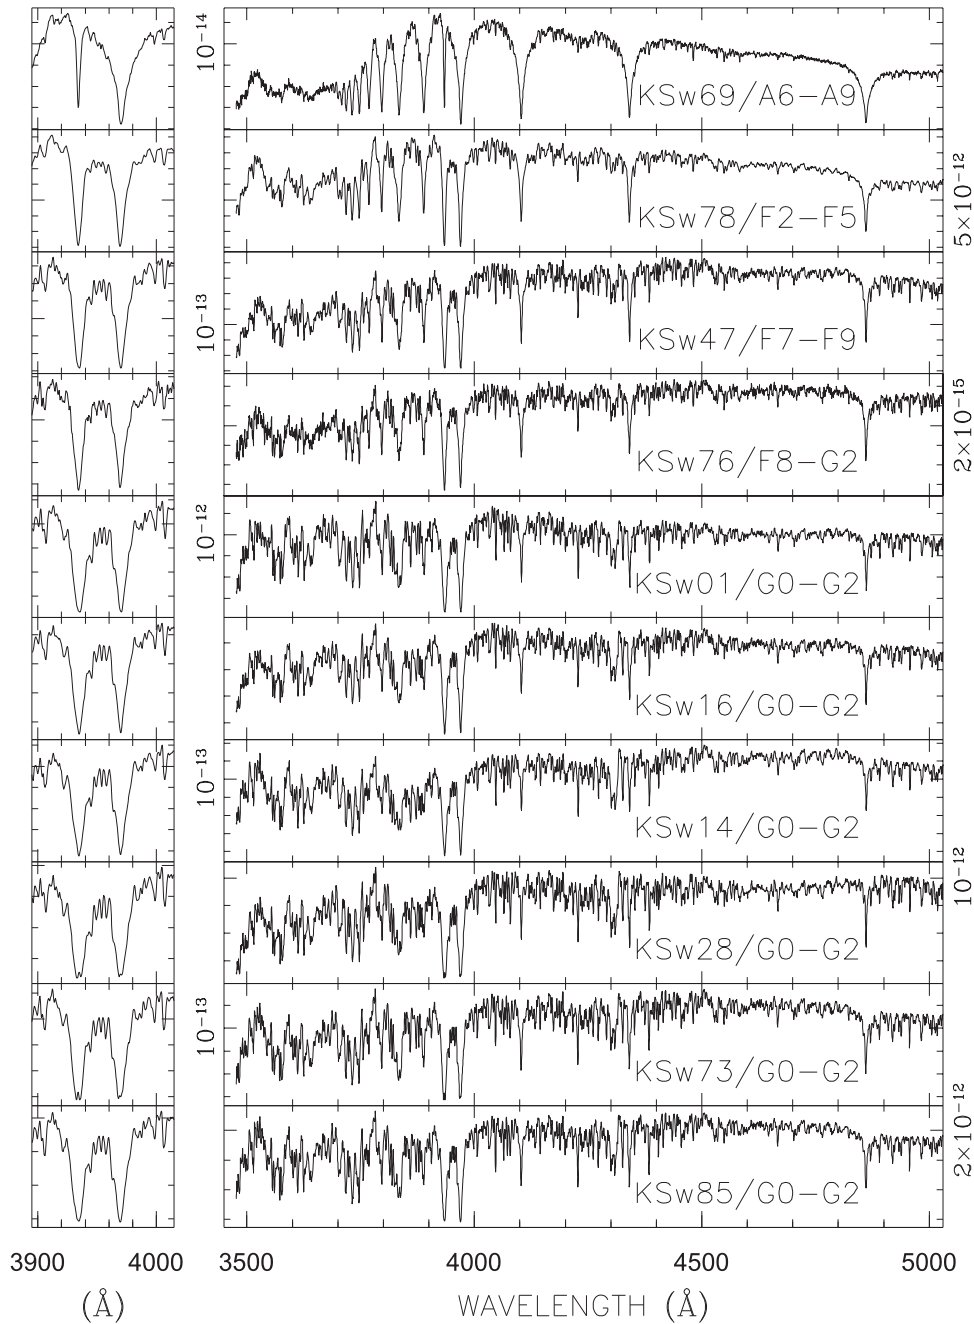 10⁻¹⁴
KSw69/A6−A9
KSw78/F2−F5
5×10⁻¹²
KSw47/F7−F9
10⁻¹³
KSw76/F8−G2
2×10⁻¹⁵
10⁻¹²
KSw01/G0−G2
KSw16/G0−G2
10⁻¹³
KSw14/G0−G2
10⁻¹²
KSw28/G0−G2
10⁻¹³
KSw73/G0−G2
2×10⁻¹²
KSw85/G0−G2
3900 4000 3500 4000 4500 5000
(Å) WAVELENGTH (Å)